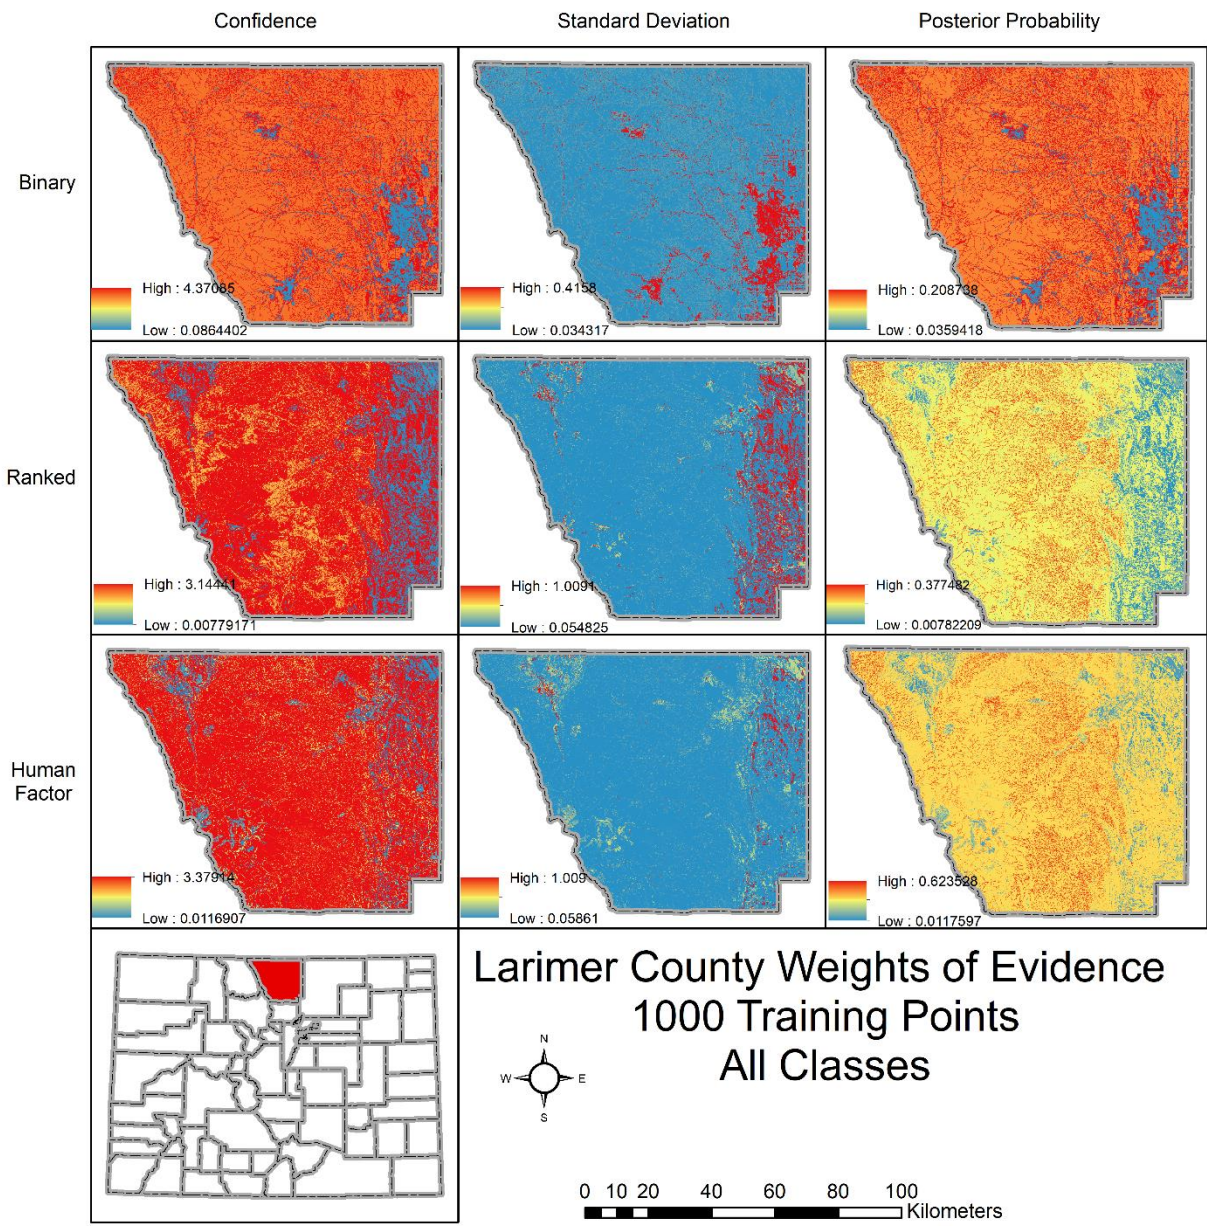 Confidence
Standard Deviation
Posterior Probability
Binary
High : 4.37085
Low : 0.0864402
High : 0.4158
Low : 0.034317
High : 0.208738
Low : 0.0359418
Ranked
High : 3.14441
Low : 0.00779171
High : 1.0091
Low : 0.054825
High : 0.377482
Low : 0.00782209
Human
Factor
High : 3.37914
Low : 0.0116907
High : 1.009
Low : 0.05861
High : 0.623528
Low : 0.0117597
Larimer County Weights of Evidence
1000 Training Points
All Classes
N
W E
S
0 10 20 40 60 80 100
Kilometers